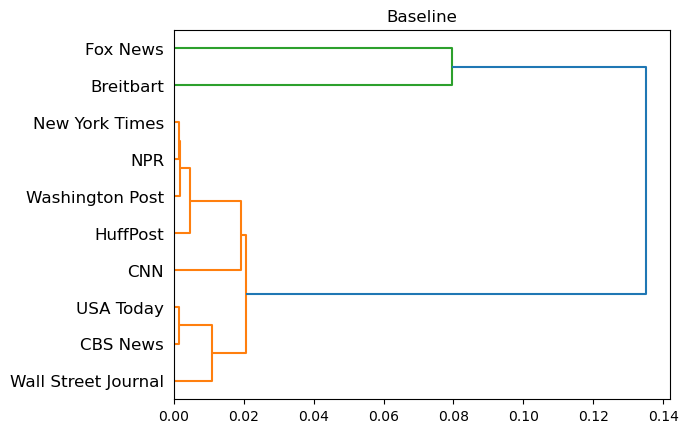 Baseline
Fox News
Breitbart
New York Times
NPR
Washington Post
HuffPost
CNN
USA Today
CBS News
Wall Street Journal
0.00 0.02 0.04 0.06 0.08 0.10 0.12 0.14